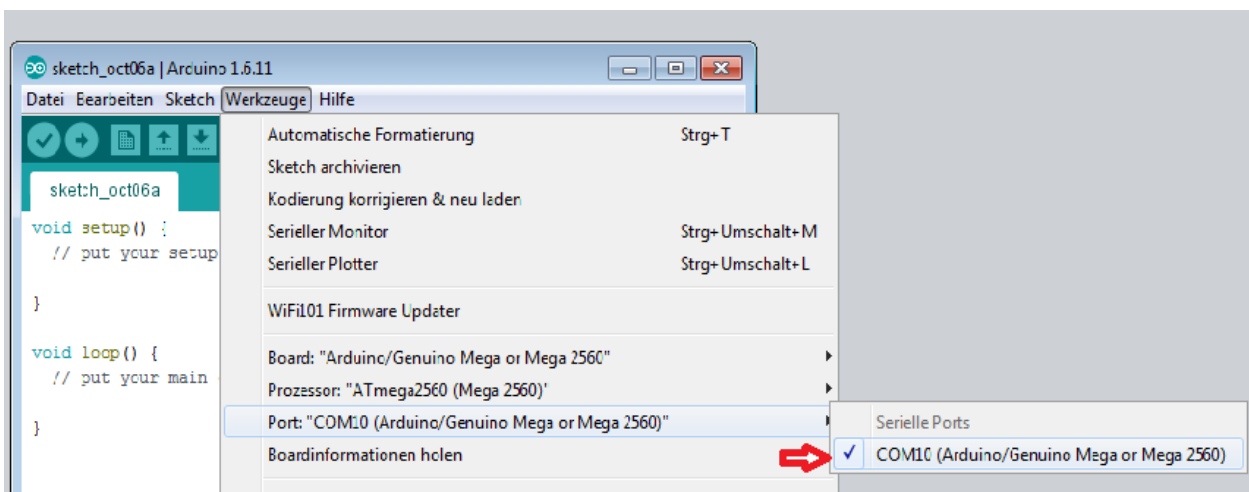 sketch_oct06a | Arduino 1.6.11
Datei Bearbeiten Sketch Werkzeuge Hilfe
Automatische Formatierung Strg+T
Sketch archivieren
sketch_oct06a
Kodierung korrigieren & neu laden
void setup() {
Serieller Monitor Strg+Umschalt+M
// put your setup
Serieller Plotter Strg+Umschalt+L
}
WiFi101 Firmware Updater
void loop() {
Board: "Arduino/Genuino Mega or Mega 2560"
// put your main
Prozessor: "ATmega2560 (Mega 2560)"
}
Port: "COM10 (Arduino/Genuino Mega or Mega 2560)"
Serielle Ports
Boardinformationen holen
COM10 (Arduino/Genuino Mega or Mega 2560)